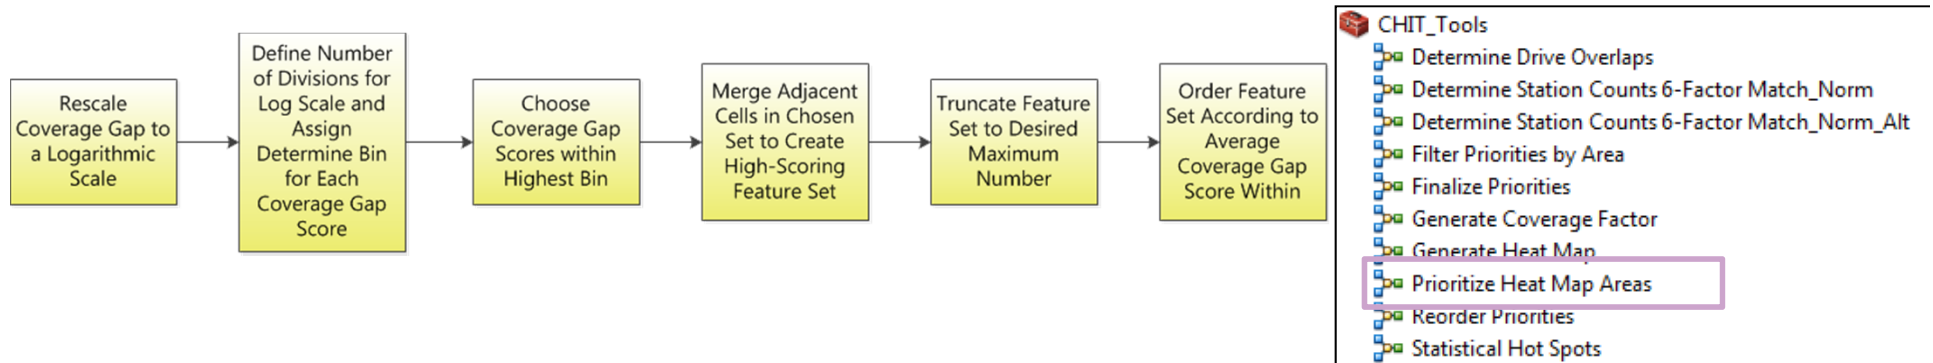 Rescale
Coverage Gap to
a Logarithmic
Scale
Define Number
of Divisions for
Log Scale and
Assign
Determine Bin
for Each
Coverage Gap
Score
Choose
Coverage Gap
Scores within
Highest Bin
Merge Adjacent
Cells in Chosen
Set to Create
High-Scoring
Feature Set
Truncate Feature
Set to Desired
Maximum
Number
Order Feature
Set According to
Average
Coverage Gap
Score Within
CHIT_Tools
Determine Drive Overlaps
Determine Station Counts 6-Factor Match_Norm
Determine Station Counts 6-Factor Match_Norm_Alt
Filter Priorities by Area
Finalize Priorities
Generate Coverage Factor
Generate Heat Map
Prioritize Heat Map Areas
Reorder Priorities
Statistical Hot Spots